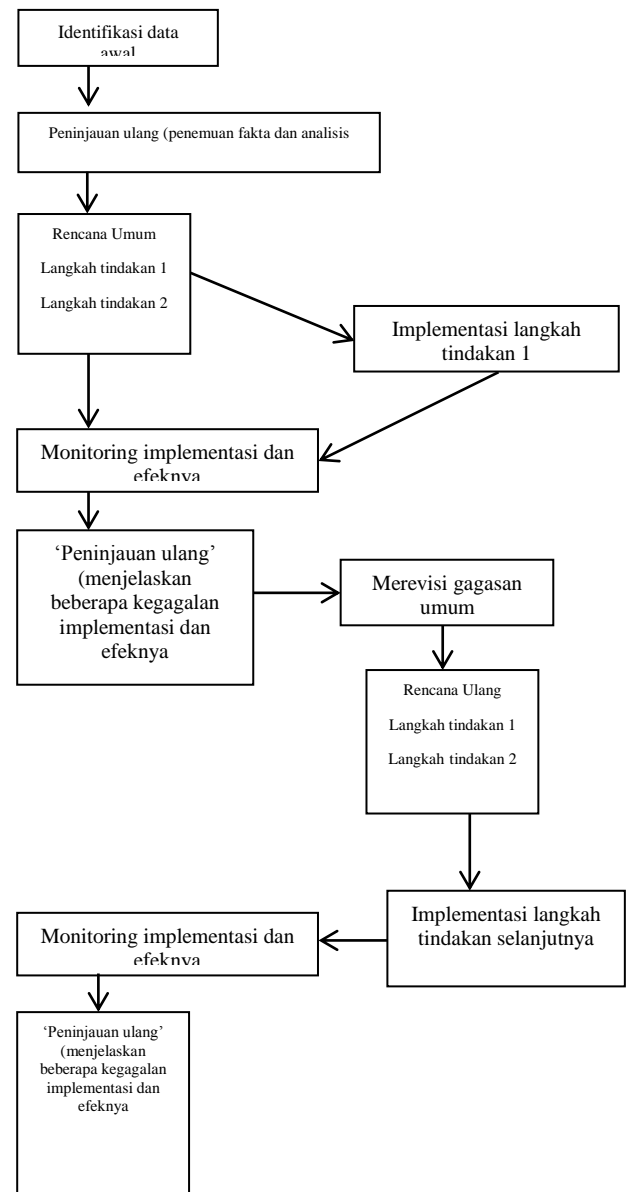 Identifikasi data
awal
Peninjauan ulang (penemuan fakta dan analisis
Rencana Umum
Langkah tindakan 1
Langkah tindakan 2
Implementasi langkah
tindakan 1
Monitoring implementasi dan
efeknya
‘Peninjauan ulang’
(menjelaskan
beberapa kegagalan
implementasi dan
efeknya
Merevisi gagasan
umum
Rencana Ulang
Langkah tindakan 1
Langkah tindakan 2
Implementasi langkah
tindakan selanjutnya
Monitoring implementasi dan
efeknya
‘Peninjauan ulang’
(menjelaskan
beberapa kegagalan
implementasi dan
efeknya